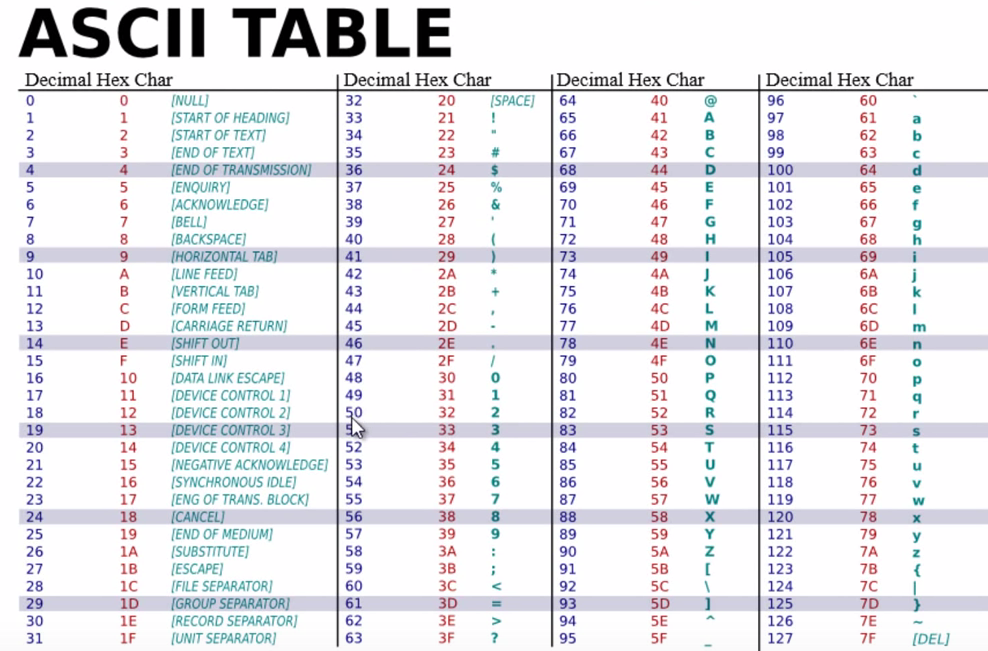 ASCII TABLE
Decimal Hex Char Decimal Hex Char Decimal Hex Char Decimal Hex Char
0 0 [NULL] 32 20 [SPACE] 64 40 @ 96 60 `
1 1 [START OF HEADING] 33 21 ! 65 41 A 97 61 a
2 2 [START OF TEXT] 34 22 " 66 42 B 98 62 b
3 3 [END OF TEXT] 35 23 # 67 43 C 99 63 c
4 4 [END OF TRANSMISSION] 36 24 $ 68 44 D 100 64 d
5 5 [ENQUIRY] 37 25 % 69 45 E 101 65 e
6 6 [ACKNOWLEDGE] 38 26 & 70 46 F 102 66 f
7 7 [BELL] 39 27 ' 71 47 G 103 67 g
8 8 [BACKSPACE] 40 28 ( 72 48 H 104 68 h
9 9 [HORIZONTAL TAB] 41 29 ) 73 49 I 105 69 i
10 A [LINE FEED] 42 2A * 74 4A J 106 6A j
11 B [VERTICAL TAB] 43 2B + 75 4B K 107 6B k
12 C [FORM FEED] 44 2C , 76 4C L 108 6C l
13 D [CARRIAGE RETURN] 45 2D - 77 4D M 109 6D m
14 E [SHIFT OUT] 46 2E . 78 4E N 110 6E n
15 F [SHIFT IN] 47 2F / 79 4F O 111 6F o
16 10 [DATA LINK ESCAPE] 48 30 0 80 50 P 112 70 p
17 11 [DEVICE CONTROL 1] 49 31 1 81 51 Q 113 71 q
18 12 [DEVICE CONTROL 2] 50 32 2 82 52 R 114 72 r
19 13 [DEVICE CONTROL 3] 33 3 83 53 S 115 73 s
20 14 [DEVICE CONTROL 4] 52 34 4 84 54 T 116 74 t
21 15 [NEGATIVE ACKNOWLEDGE] 53 35 5 85 55 U 117 75 u
22 16 [SYNCHRONOUS IDLE] 54 36 6 86 56 V 118 76 v
23 17 [ENG OF TRANS. BLOCK] 55 37 7 87 57 W 119 77 w
24 18 [CANCEL] 56 38 8 88 58 X 120 78 x
25 19 [END OF MEDIUM] 57 39 9 89 59 Y 121 79 y
26 1A [SUBSTITUTE] 58 3A : 90 5A Z 122 7A z
27 1B [ESCAPE] 59 3B ; 91 5B [ 123 7B {
28 1C [FILE SEPARATOR] 60 3C < 92 5C \ 124 7C |
29 1D [GROUP SEPARATOR] 61 3D = 93 5D ] 125 7D }
30 1E [RECORD SEPARATOR] 62 3E > 94 5E ^ 126 7E ~
31 1F [UNIT SEPARATOR] 63 3F ? 95 5F _ 127 7F [DEL]